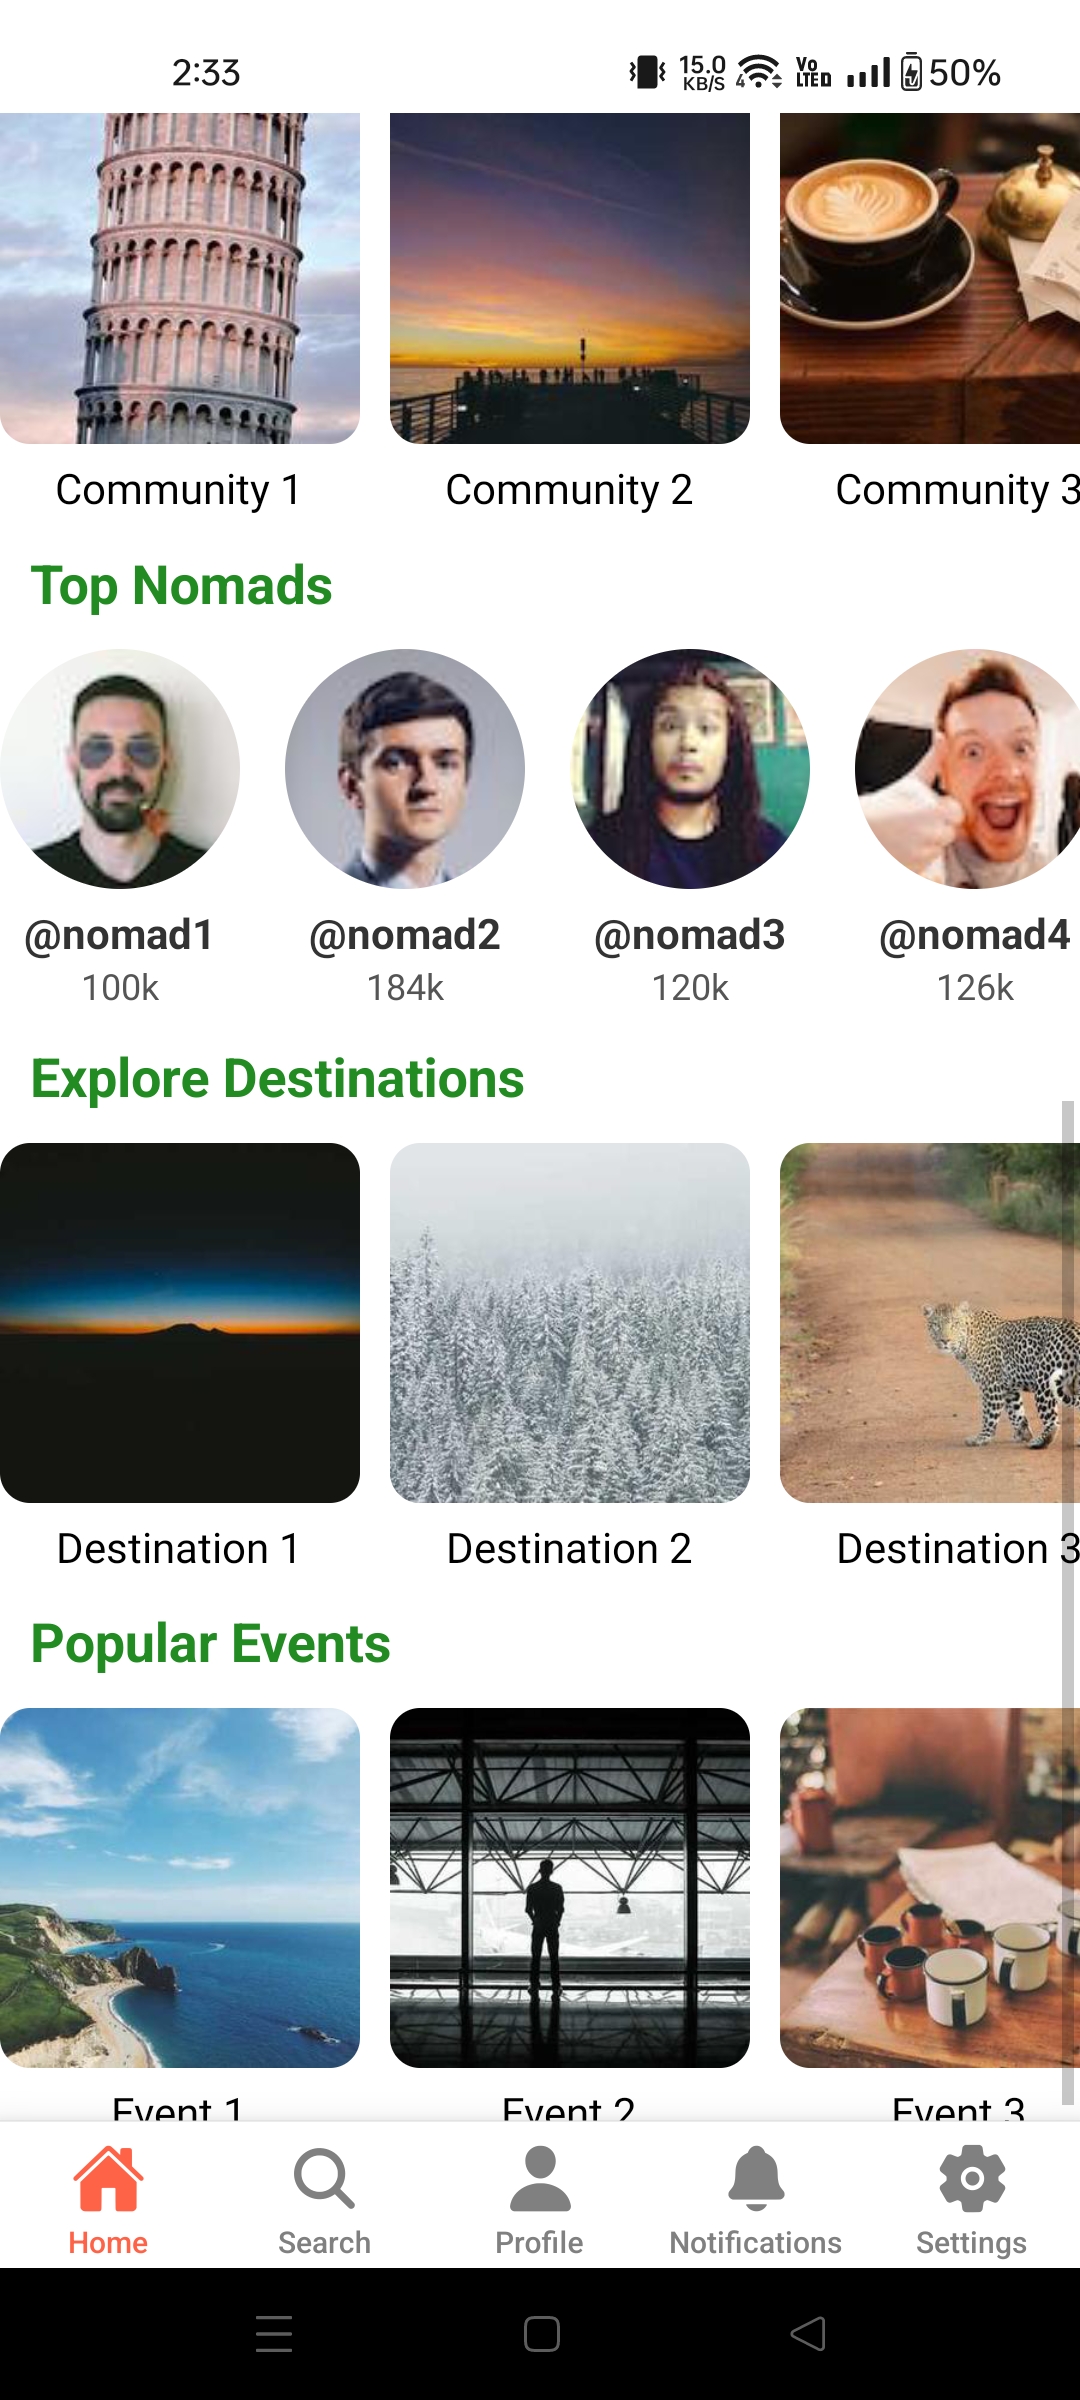 2:33 15.0 KB/S 4 Vo LTE 50%
Community 1 Community 2 Community 3
Top Nomads
@nomad1 @nomad2 @nomad3 @nomad4
100k 184k 120k 126k
Explore Destinations
Destination 1 Destination 2 Destination 3
Popular Events
Event 1 Event 2 Event 3
Home Search Profile Notifications Settings